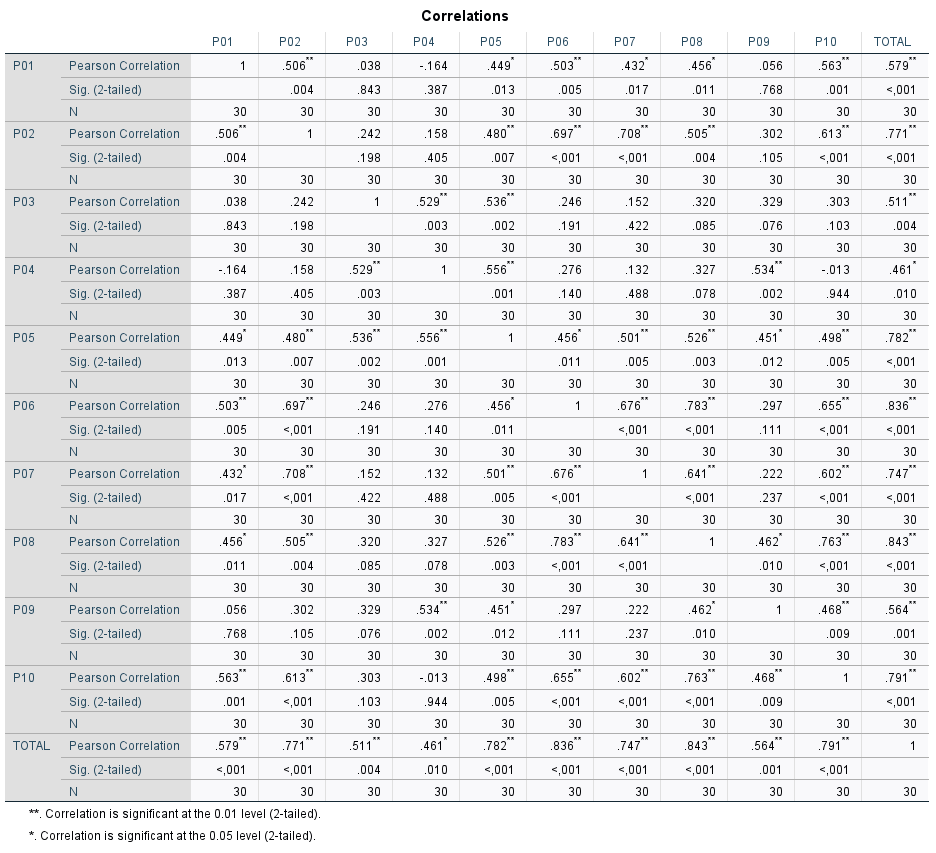 Correlations
P01 P02 P03 P04 P05 P06 P07 P08 P09 P10 TOTAL
P01 Pearson Correlation 1 .506** .038 -.164 .449* .503** .432* .456* .056 .563** .579**
Sig. (2-tailed) .004 .843 .387 .013 .005 .017 .011 .768 .001 <,001
N 30 30 30 30 30 30 30 30 30 30 30
P02 Pearson Correlation .506** 1 .242 .158 .480** .697** .708** .505** .302 .613** .771**
Sig. (2-tailed) .004 .198 .405 .007 <,001 <,001 .004 .105 <,001 <,001
N 30 30 30 30 30 30 30 30 30 30 30
P03 Pearson Correlation .038 .242 1 .529** .536** .246 .152 .320 .329 .303 .511**
Sig. (2-tailed) .843 .198 .003 .002 .191 .422 .085 .076 .103 .004
N 30 30 30 30 30 30 30 30 30 30 30
P04 Pearson Correlation -.164 .158 .529** 1 .556** .276 .132 .327 .534** -.013 .461*
Sig. (2-tailed) .387 .405 .003 .001 .140 .488 .078 .002 .944 .010
N 30 30 30 30 30 30 30 30 30 30 30
P05 Pearson Correlation .449* .480** .536** .556** 1 .456* .501** .526** .451* .498** .782**
Sig. (2-tailed) .013 .007 .002 .001 .011 .005 .003 .012 .005 <,001
N 30 30 30 30 30 30 30 30 30 30 30
P06 Pearson Correlation .503** .697** .246 .276 .456* 1 .676** .783** .297 .655** .836**
Sig. (2-tailed) .005 <,001 .191 .140 .011 <,001 <,001 .111 <,001 <,001
N 30 30 30 30 30 30 30 30 30 30 30
P07 Pearson Correlation .432* .708** .152 .132 .501** .676** 1 .641** .222 .602** .747**
Sig. (2-tailed) .017 <,001 .422 .488 .005 <,001 <,001 .237 <,001 <,001
N 30 30 30 30 30 30 30 30 30 30 30
P08 Pearson Correlation .456* .505** .320 .327 .526** .783** .641** 1 .462* .763** .843**
Sig. (2-tailed) .011 .004 .085 .078 .003 <,001 <,001 .010 <,001 <,001
N 30 30 30 30 30 30 30 30 30 30 30
P09 Pearson Correlation .056 .302 .329 .534** .451* .297 .222 .462* 1 .468** .564**
Sig. (2-tailed) .768 .105 .076 .002 .012 .111 .237 .010 .009 .001
N 30 30 30 30 30 30 30 30 30 30 30
P10 Pearson Correlation .563** .613** .303 -.013 .498** .655** .602** .763** .468** 1 .791**
Sig. (2-tailed) .001 <,001 .103 .944 .005 <,001 <,001 <,001 .009 <,001
N 30 30 30 30 30 30 30 30 30 30 30
TOTAL Pearson Correlation .579** .771** .511** .461* .782** .836** .747** .843** .564** .791** 1
Sig. (2-tailed) <,001 <,001 .004 .010 <,001 <,001 <,001 <,001 .001 <,001
N 30 30 30 30 30 30 30 30 30 30 30
**. Correlation is significant at the 0.01 level (2-tailed).
*. Correlation is significant at the 0.05 level (2-tailed).